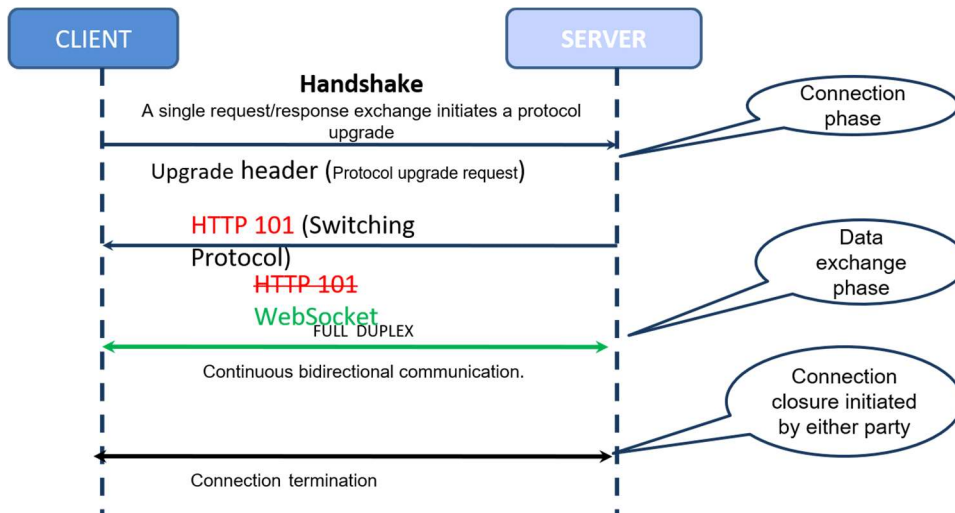 CLIENT
SERVER
Handshake
A single request/response exchange initiates a protocol
upgrade
Connection
phase
Upgrade header (Protocol upgrade request)
HTTP 101 (Switching
Protocol)
Data
exchange
phase
HTTP 101
WebSocket
FULL DUPLEX
Continuous bidirectional communication.
Connection
closure initiated
by either party
Connection termination